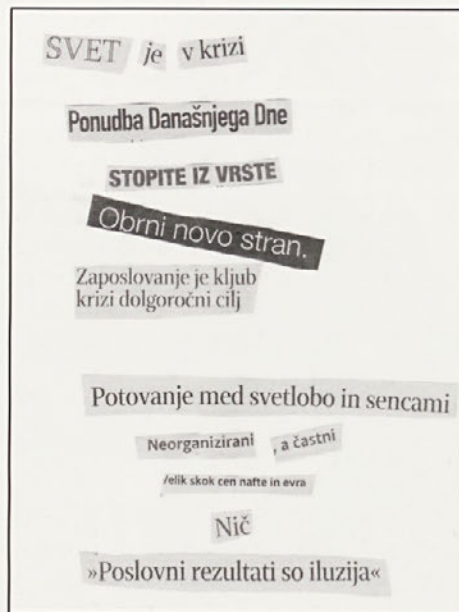 SVET je v krizi
Ponudba Današnjega Dne
STOPITE IZ VRSTE
Obrni novo stran.
Zaposlovanje je kljub
krizi dolgoročni cilj
Potovanje med svetlobo in sencami
Neorganizirani , a častni
/elik skok cen nafte in evra
Nič
»Poslovni rezultati so iluzija«